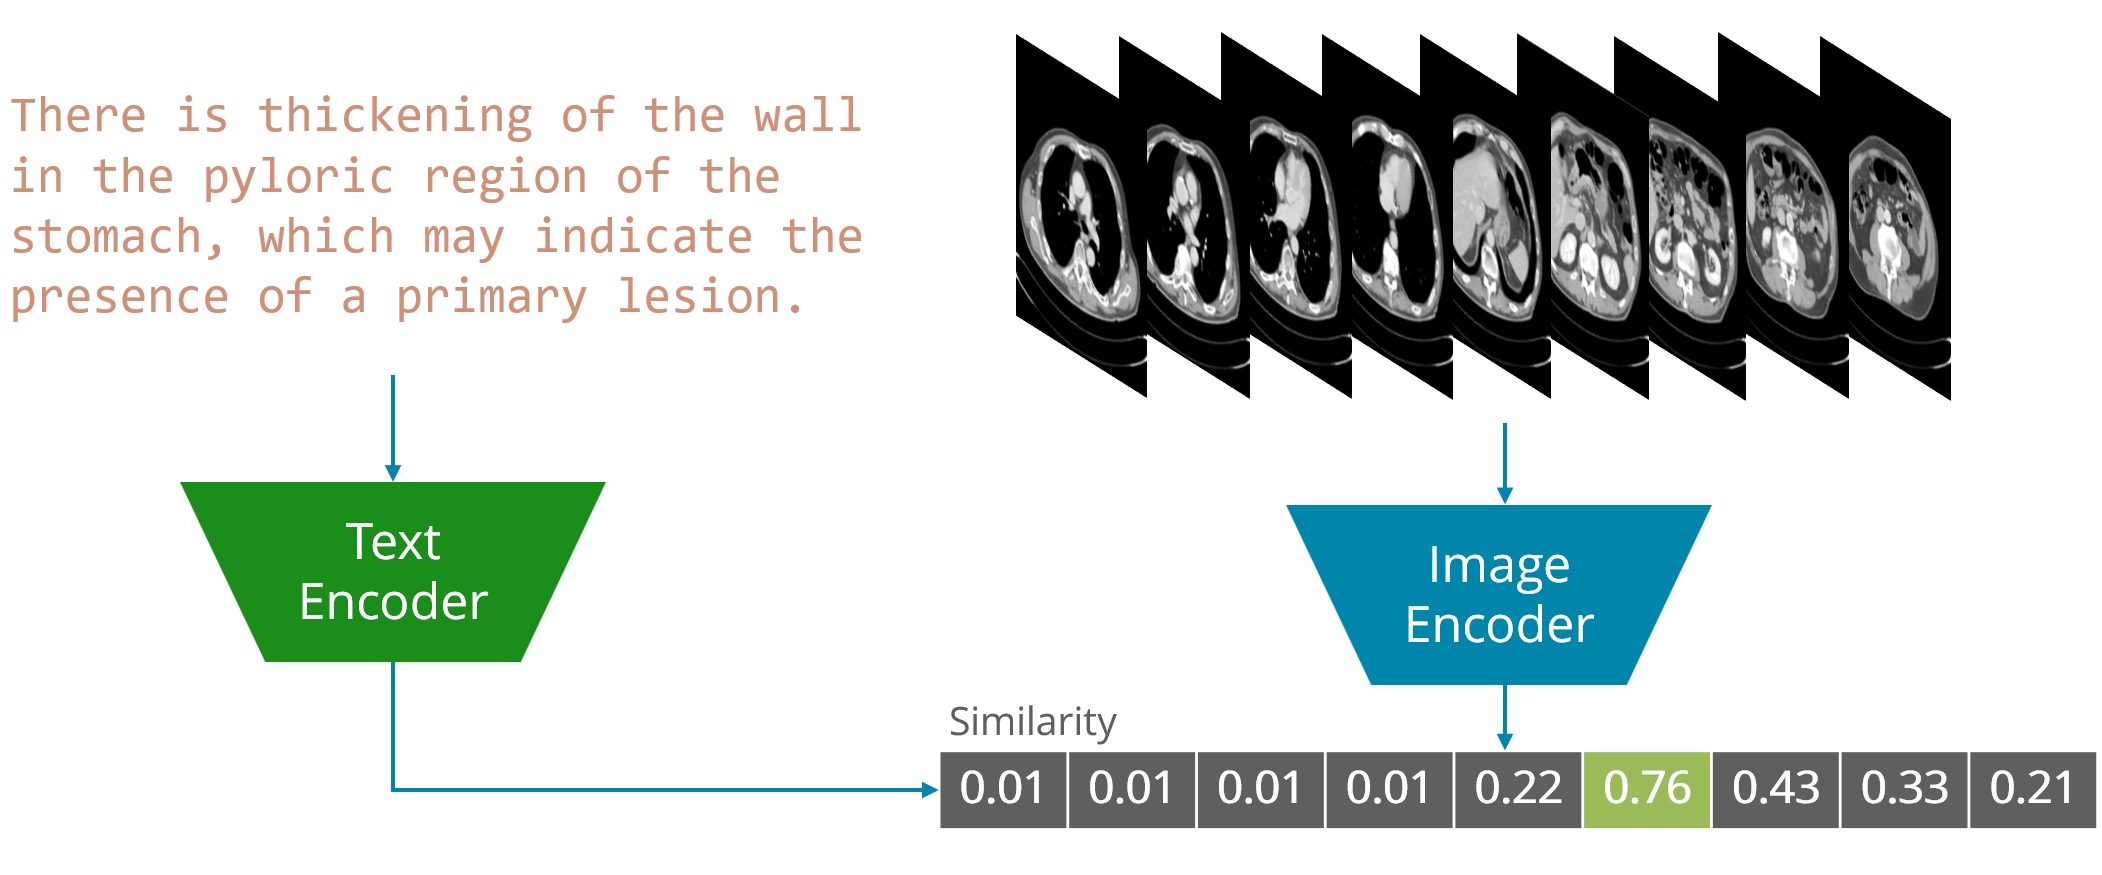 There is thickening of the wall
in the pyloric region of the
stomach, which may indicate the
presence of a primary lesion.
Text
Encoder
Image
Encoder
Similarity
0.01 0.01 0.01 0.01 0.22 0.76 0.43 0.33 0.21